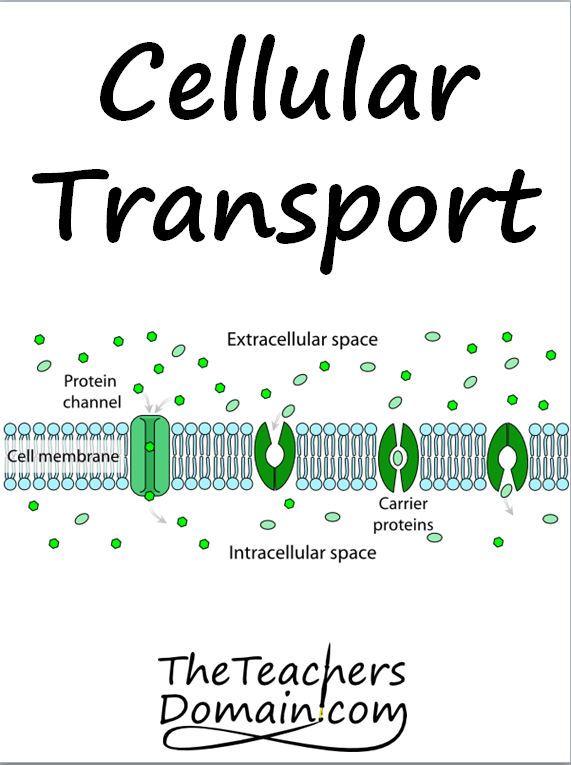 Cellular
Transport
Extracellular space
Protein
channel
Cell membrane
Carrier
proteins
Intracellular space
TheTeachers
Domain.com